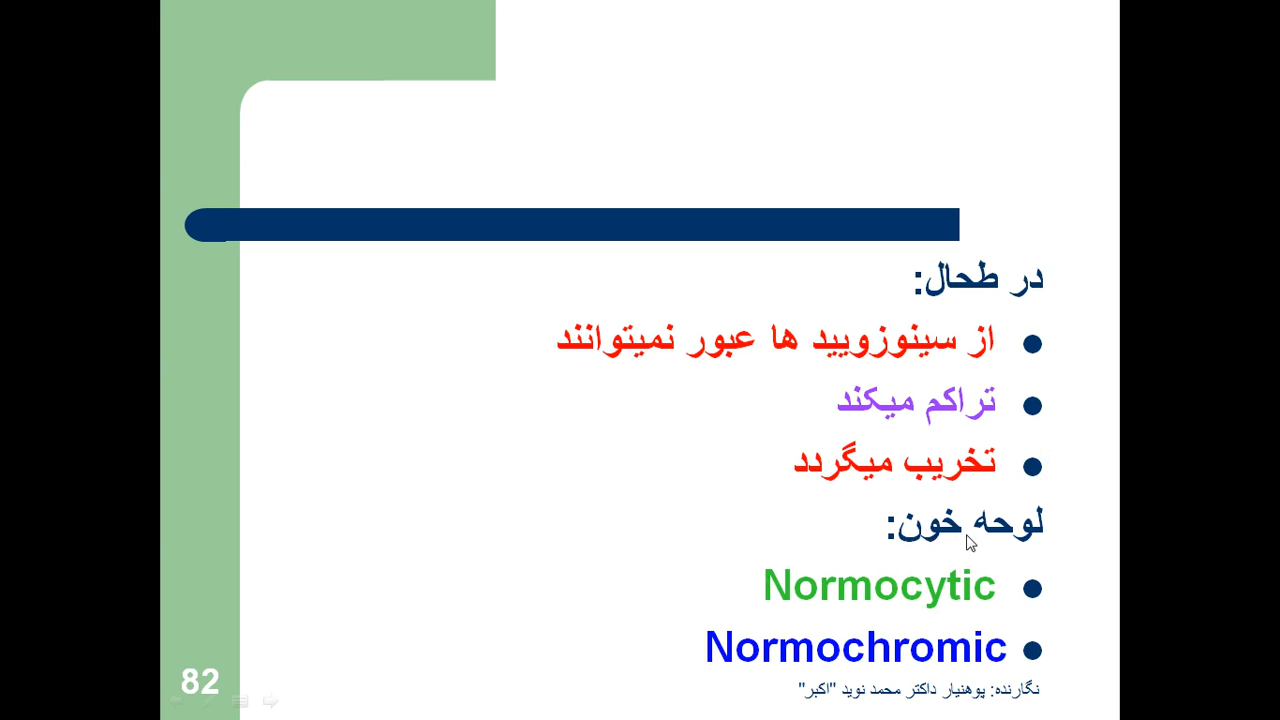 در طحال:
از سینوزویید ها عبور نمیتوانند
تراکم میکند
تخریب میگردد
لوحه خون:
Normocytic
Normochromic
نگارنده: پوهنیار داکتر محمد نوید "اکبر"
82